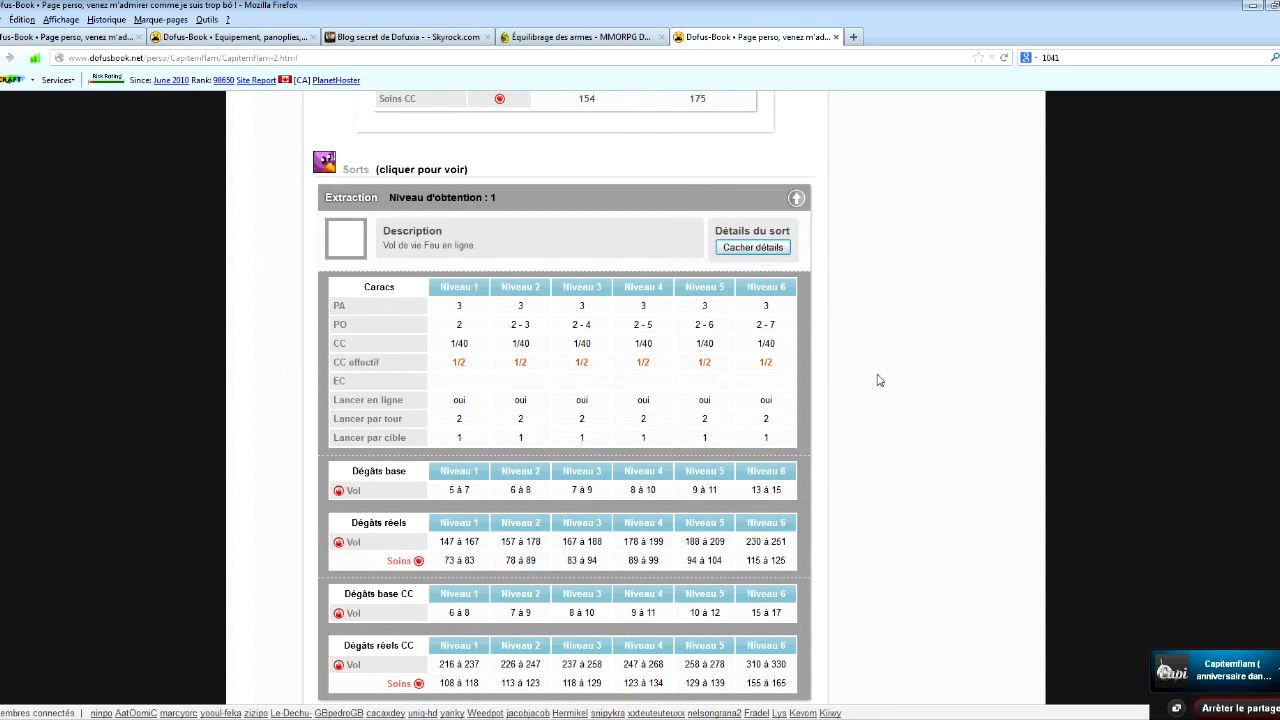 ofus-Book • Page perso, venez m'admirer comme je suis trop bô ! - Mozilla Firefox
Édition Affichage Historique Marque-pages Outils ?
ofus-Book • Page perso, venez m'ad... × Dofus-Book • Equipement, panoplies,... × Blog secret de Dofuxia - - Skyrock.com × Équilibrage des armes - MMORPG D... × Dofus-Book • Page perso, venez m'ad... × +
www.dofusbook.net/perso/Capitemflam/Capitemflam-2.html 1041
CRAFT Services Risk Rating Since: June 2010 Rank: 98650 Site Report [CA] PlanetHoster
Soins CC 154 175
Sorts (cliquer pour voir)
Extraction Niveau d'obtention : 1
Description Détails du sort
Vol de vie Feu en ligne. Cacher détails
Caracs Niveau 1 Niveau 2 Niveau 3 Niveau 4 Niveau 5 Niveau 6
PA 3 3 3 3 3 3
PO 2 2 - 3 2 - 4 2 - 5 2 - 6 2 - 7
CC 1/40 1/40 1/40 1/40 1/40 1/40
CC effectif 1/2 1/2 1/2 1/2 1/2 1/2
EC
Lancer en ligne oui oui oui oui oui oui
Lancer par tour 2 2 2 2 2 2
Lancer par cible 1 1 1 1 1 1
Dégâts base Niveau 1 Niveau 2 Niveau 3 Niveau 4 Niveau 5 Niveau 6
Vol 5 à 7 6 à 8 7 à 9 8 à 10 9 à 11 13 à 15
Dégâts réels Niveau 1 Niveau 2 Niveau 3 Niveau 4 Niveau 5 Niveau 6
Vol 147 à 167 157 à 178 167 à 188 178 à 199 188 à 209 230 à 251
Soins 73 à 83 78 à 89 83 à 94 89 à 99 94 à 104 115 à 125
Dégâts base CC Niveau 1 Niveau 2 Niveau 3 Niveau 4 Niveau 5 Niveau 6
Vol 6 à 8 7 à 9 8 à 10 9 à 11 10 à 12 15 à 17
Dégâts réels CC Niveau 1 Niveau 2 Niveau 3 Niveau 4 Niveau 5 Niveau 6
Vol 216 à 237 226 à 247 237 à 258 247 à 268 258 à 278 310 à 330
Soins 108 à 118 113 à 123 118 à 129 123 à 134 129 à 139 155 à 165
Capi Capitemflam (
anniversaire dan...
Arrêter le partage
embres connectés | ninpo AatOomiC marcyorc yooul-feka zizipo Le-Dechu- GBpedroGB cacaxdey uniq-hd yanky Weedpot jacobjacob Hermikel snipykra xxteuteuteuxx nelsongrana2 Fradel Lys Kevom Kiiwy